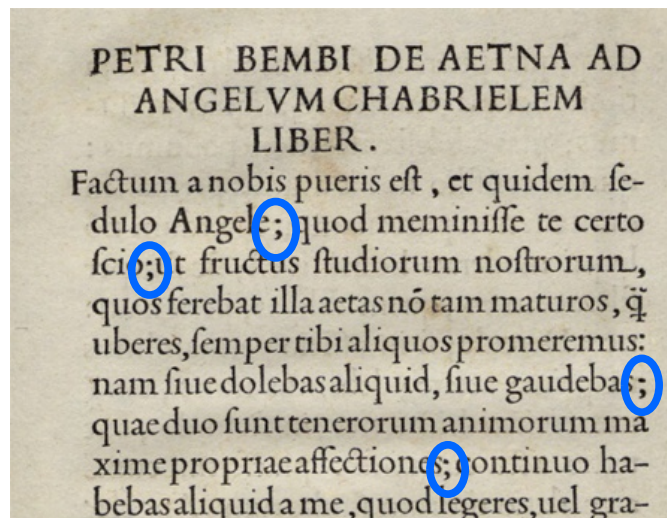 PETRI BEMBI DE AETNA AD
ANGELVM CHABRIELEM
LIBER.
Factum a nobis pueris est, et quidem ſe-
dulo Angele; quod meminiſſe te certo
ſcio; ut fructus ſtudiorum noſtrorum,
quos ferebat illa aetas nō tam maturos, q̃
uberes, ſemper tibi aliquos promeremus:
nam ſiue dolebas aliquid, ſiue gaudebas;
quae duo ſunt tenerorum animorum ma
xime propriae affectiones; continuo ha-
bebas aliquid a me, quod legeres, uel gra-